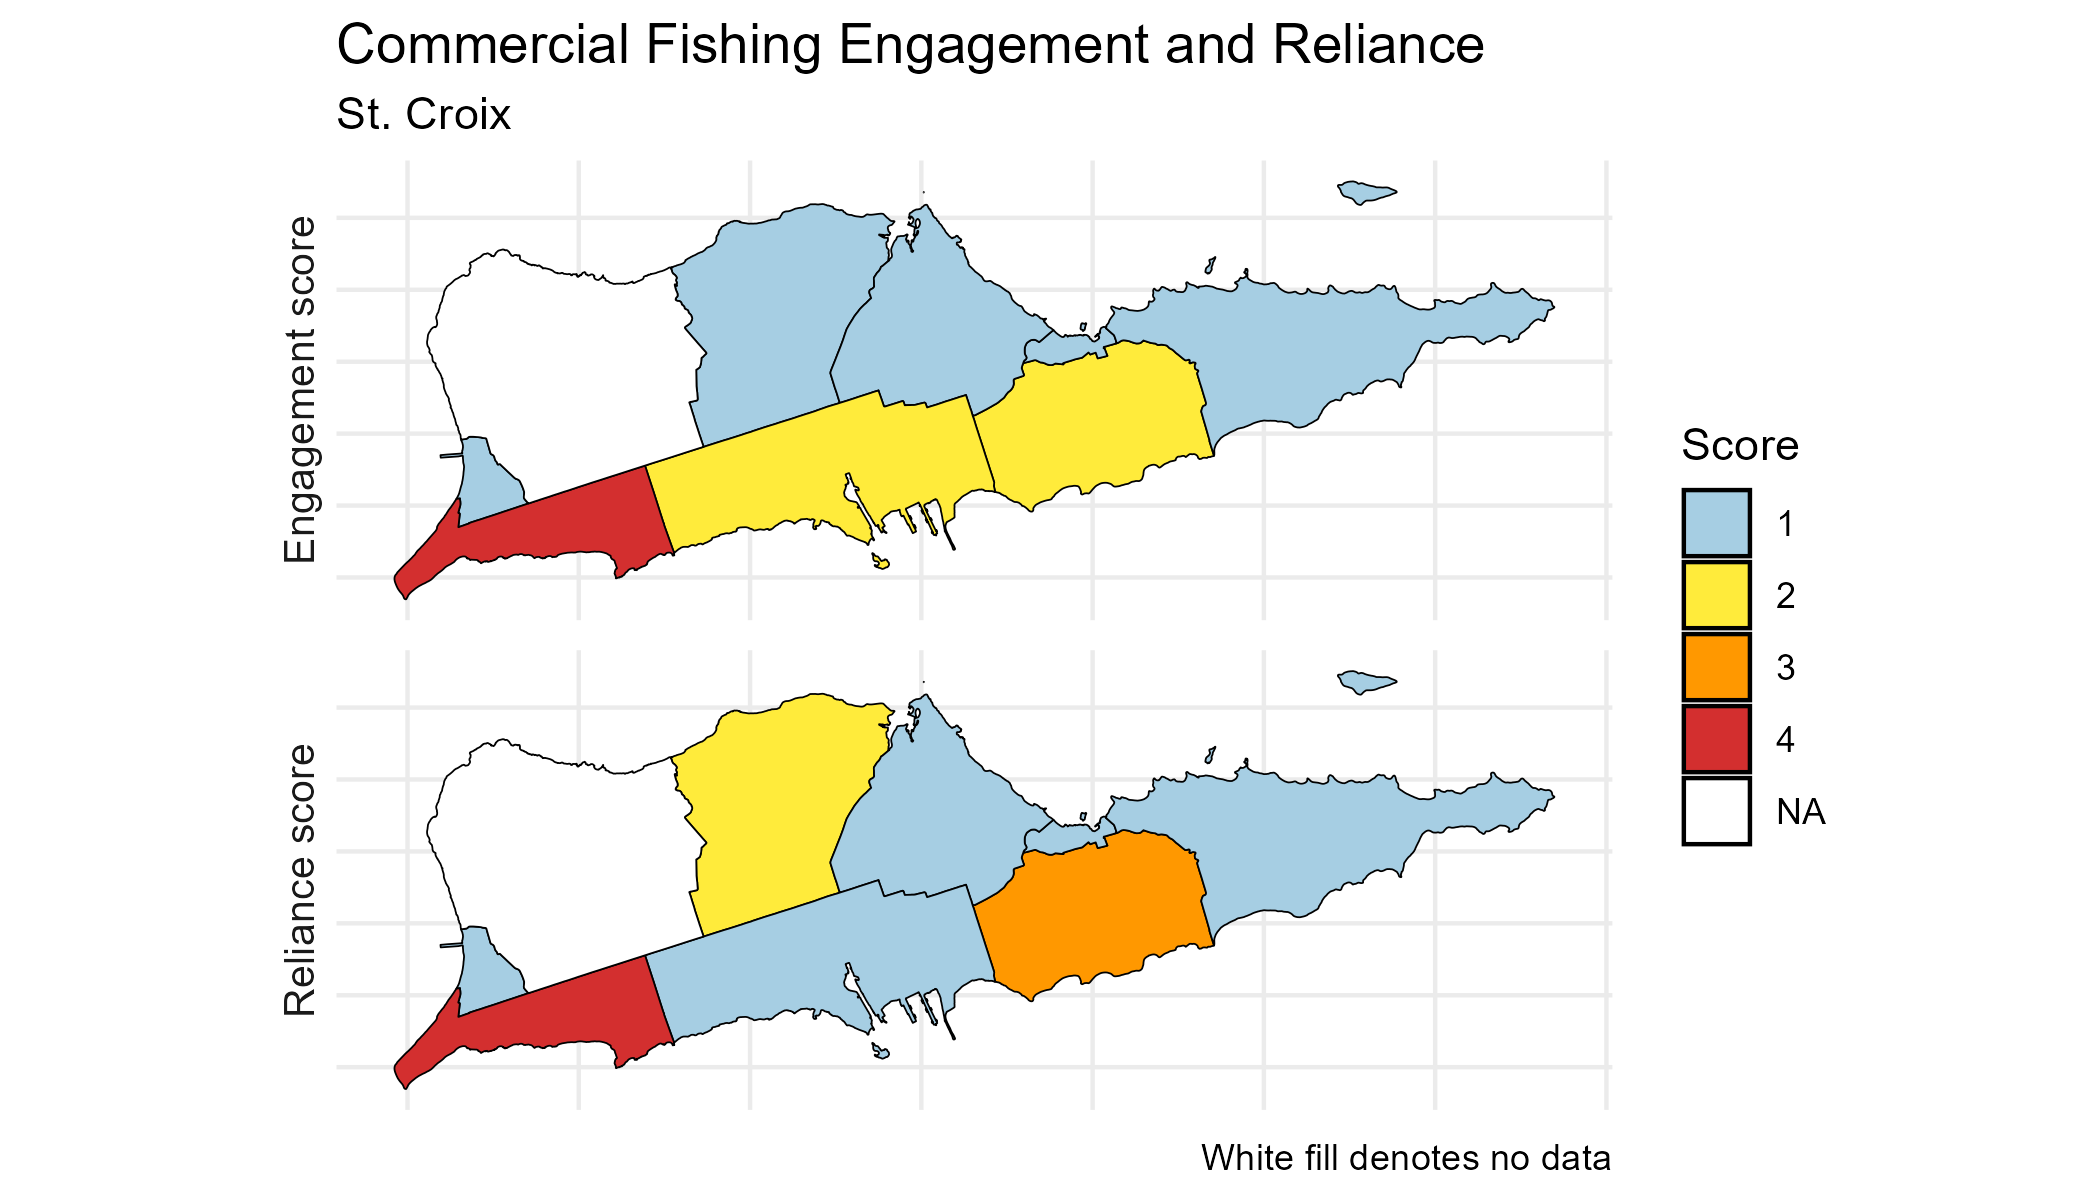 Commercial Fishing Engagement and Reliance
St. Croix
Engagement score
Reliance score
Score
1
2
3
4
NA
White fill denotes no data